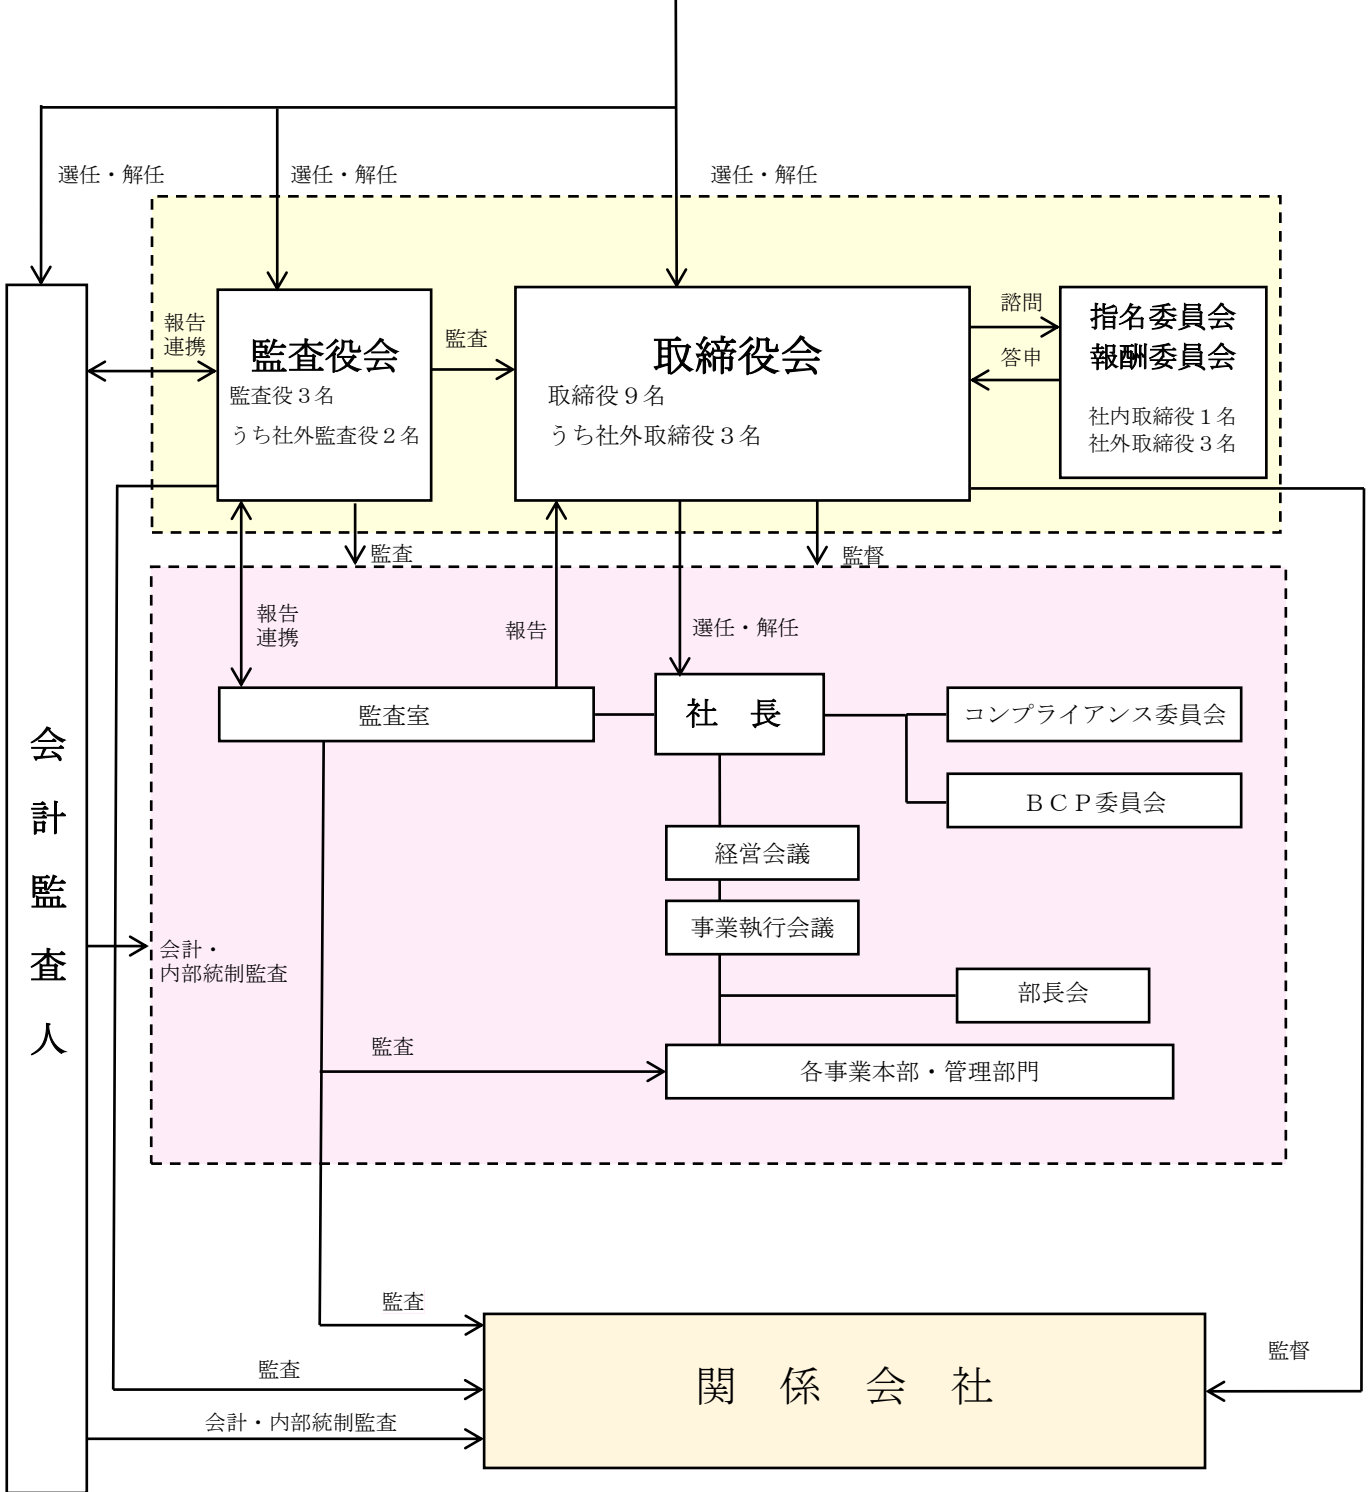 選任・解任
選任・解任
選任・解任
報告
連携
監査役会
監査役３名
うち社外監査役２名
監査
取締役会
取締役９名
うち社外取締役３名
諮問
答申
指名委員会
報酬委員会
社内取締役１名
社外取締役３名
監査
監督
報告
連携
報告
選任・解任
監査室
社　長
コンプライアンス委員会
ＢＣＰ委員会
経営会議
事業執行会議
部長会
会計監査人
会計・
内部統制監査
監査
各事業本部・管理部門
監査
監査
会計・内部統制監査
関　係　会　社
監督